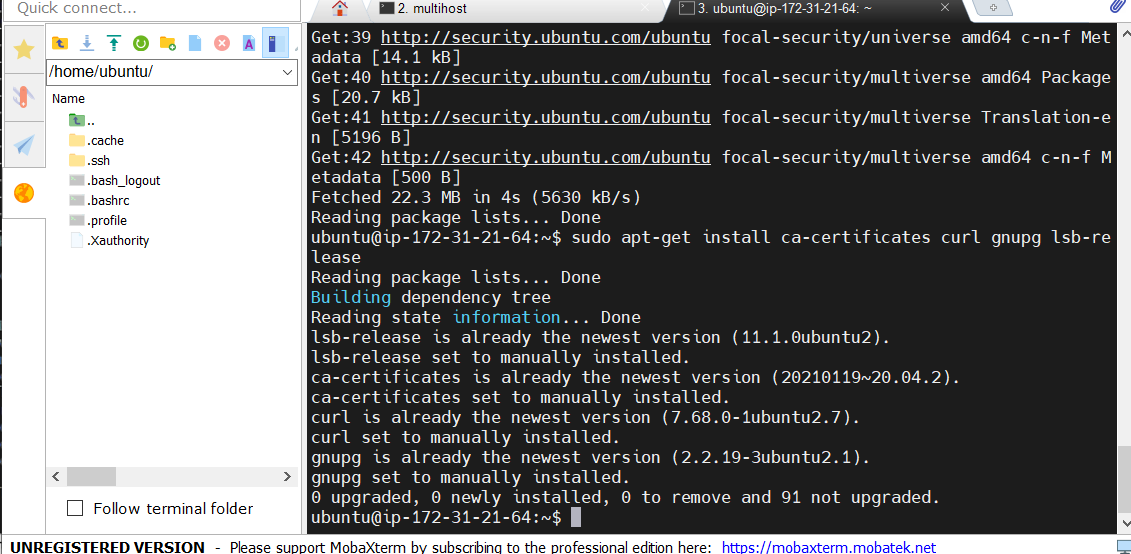 Quick connect...
2. multihost
3. ubuntu@ip-172-31-21-64: ~
/home/ubuntu/
Name
..
.cache
.ssh
.bash_logout
.bashrc
.profile
.Xauthority
Follow terminal folder
Get:39 http://security.ubuntu.com/ubuntu focal-security/universe amd64 c-n-f Met
adata [14.1 kB]
Get:40 http://security.ubuntu.com/ubuntu focal-security/multiverse amd64 Package
s [20.7 kB]
Get:41 http://security.ubuntu.com/ubuntu focal-security/multiverse Translation-e
n [5196 B]
Get:42 http://security.ubuntu.com/ubuntu focal-security/multiverse amd64 c-n-f M
etadata [500 B]
Fetched 22.3 MB in 4s (5630 kB/s)
Reading package lists... Done
ubuntu@ip-172-31-21-64:~$ sudo apt-get install ca-certificates curl gnupg lsb-re
lease
Reading package lists... Done
Building dependency tree
Reading state information... Done
lsb-release is already the newest version (11.1.0ubuntu2).
lsb-release set to manually installed.
ca-certificates is already the newest version (20210119~20.04.2).
ca-certificates set to manually installed.
curl is already the newest version (7.68.0-1ubuntu2.7).
curl set to manually installed.
gnupg is already the newest version (2.2.19-3ubuntu2.1).
gnupg set to manually installed.
0 upgraded, 0 newly installed, 0 to remove and 91 not upgraded.
ubuntu@ip-172-31-21-64:~$
UNREGISTERED VERSION - Please support MobaXterm by subscribing to the professional edition here: https://mobaxterm.mobatek.net